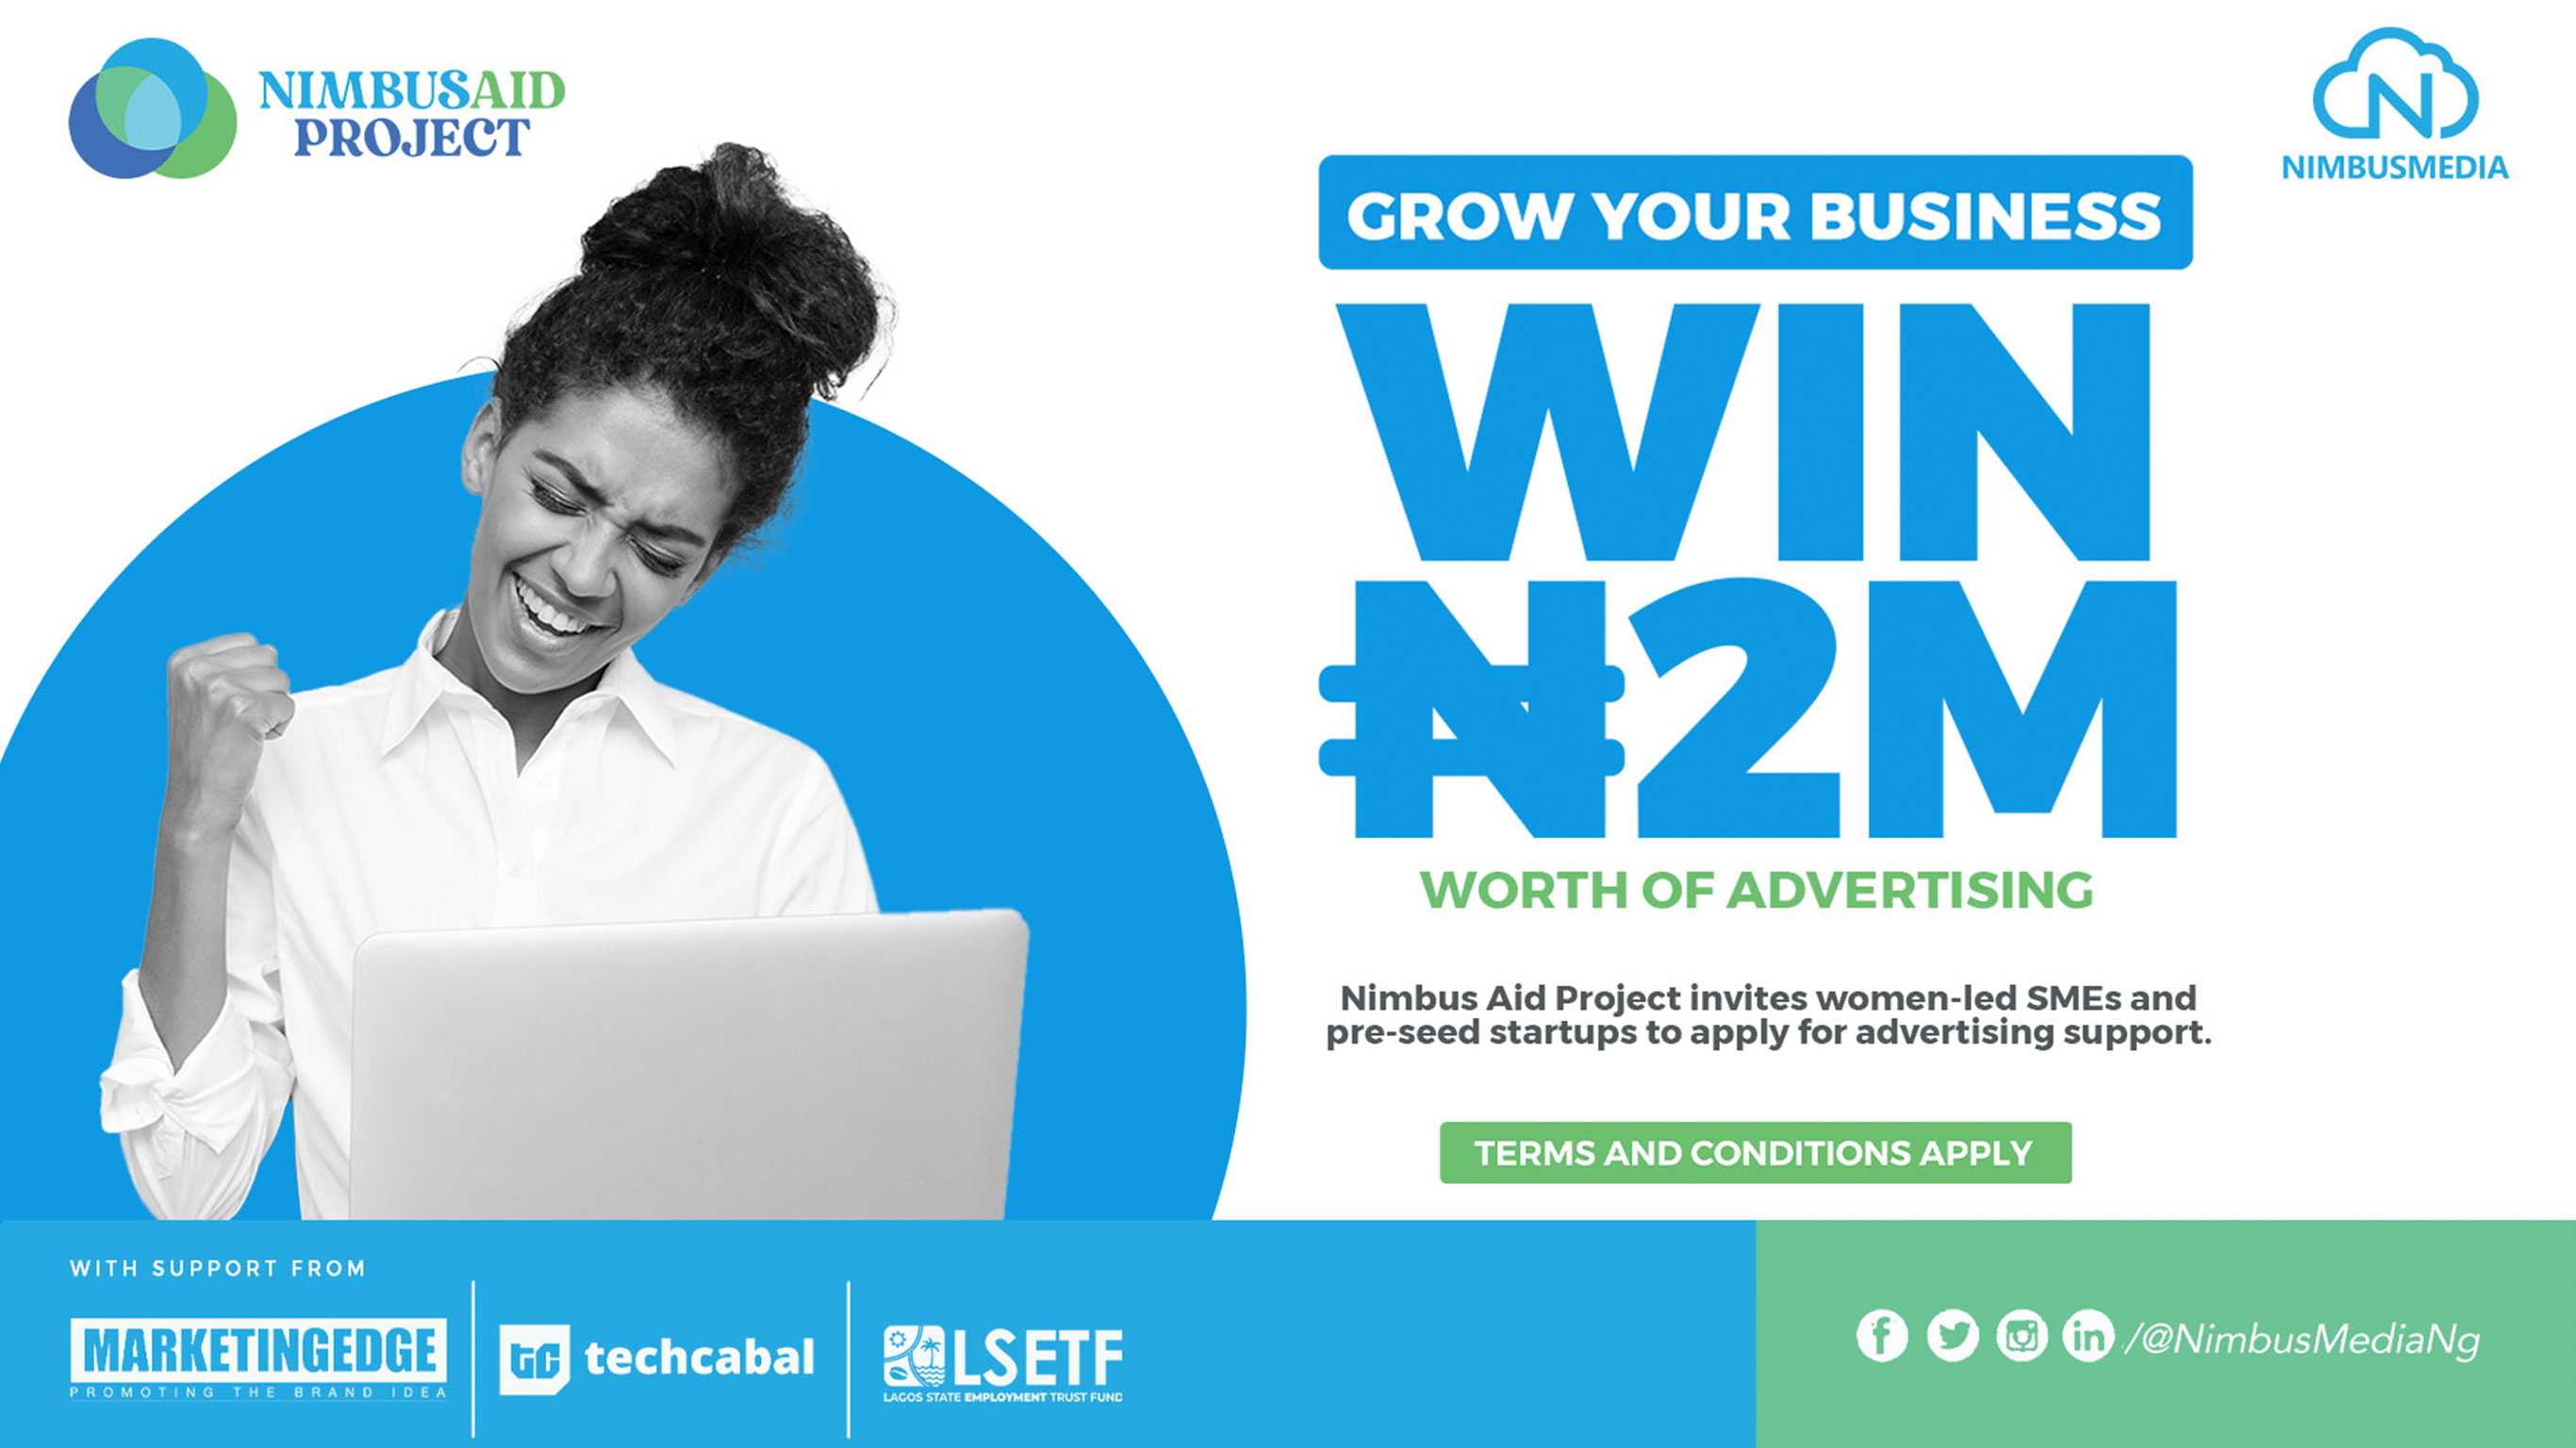 NIMBUSAID
PROJECT
N
NIMBUSMEDIA
GROW YOUR BUSINESS
WIN
₦2M
WORTH OF ADVERTISING
Nimbus Aid Project invites women-led SMEs and
pre-seed startups to apply for advertising support.
TERMS AND CONDITIONS APPLY
WITH SUPPORT FROM
MARKETINGEDGE
PROMOTING THE BRAND IDEA
tc techcabal
LSETF
LAGOS STATE EMPLOYMENT TRUST FUND
f in /@NimbusMediaNg